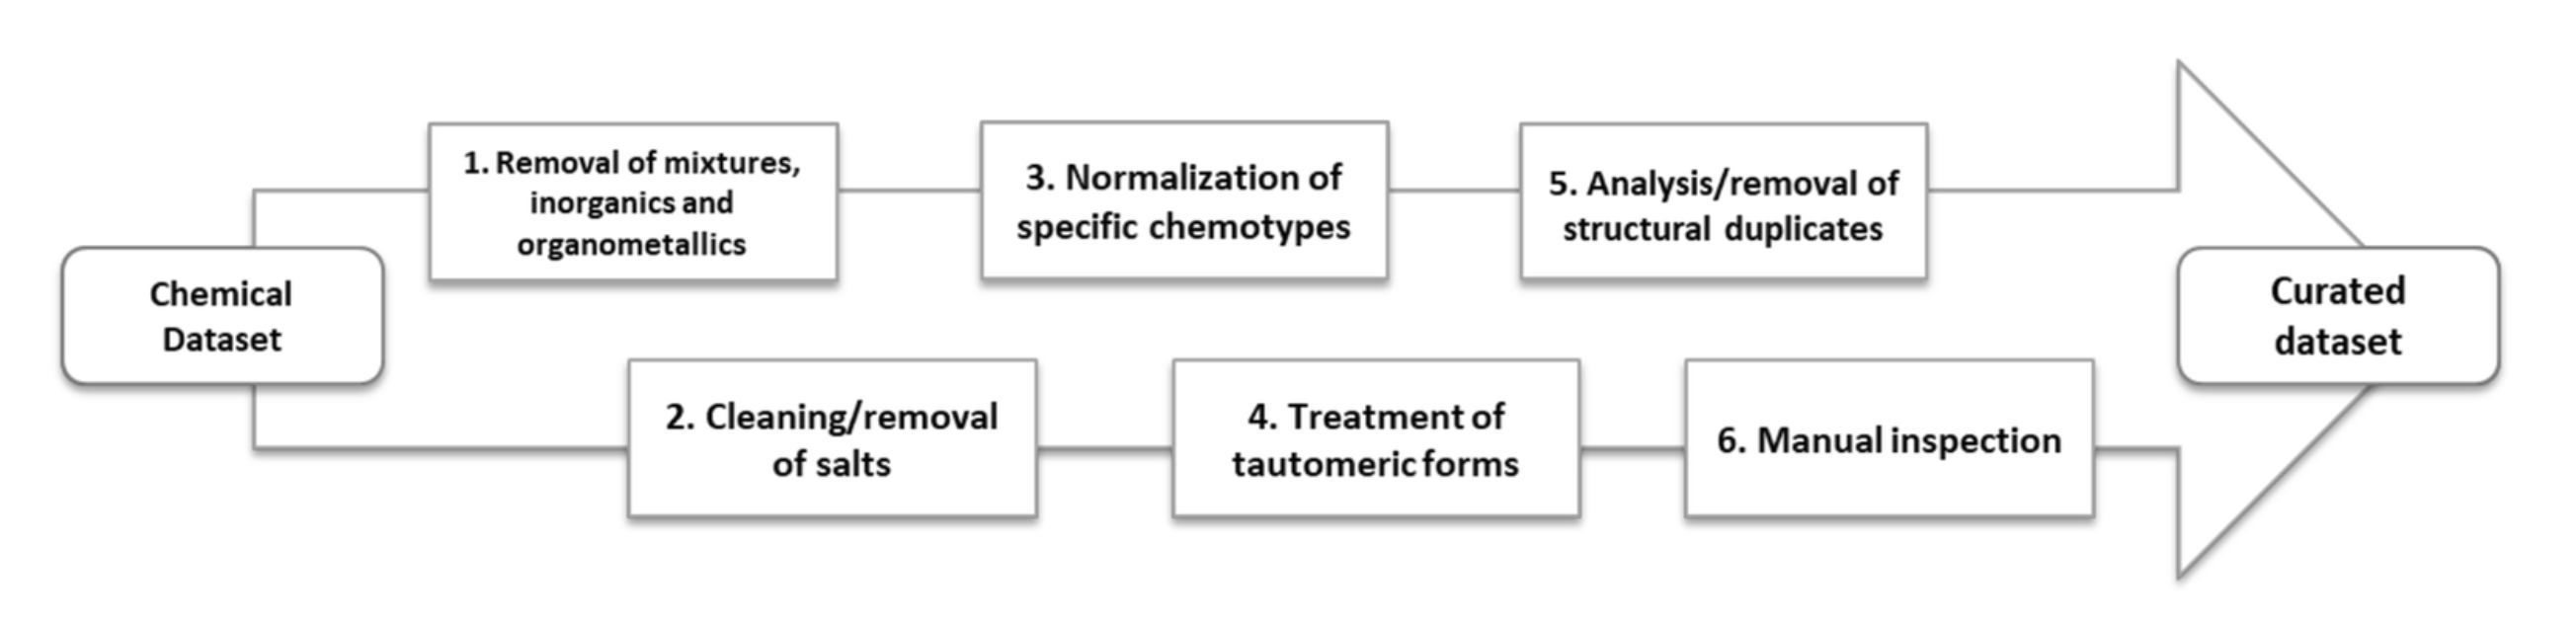 Chemical
Dataset
1. Removal of mixtures,
inorganics and
organometallics
2. Cleaning/removal
of salts
3. Normalization of
specific chemotypes
4. Treatment of
tautomeric forms
5. Analysis/removal of
structural duplicates
6. Manual inspection
Curated
dataset